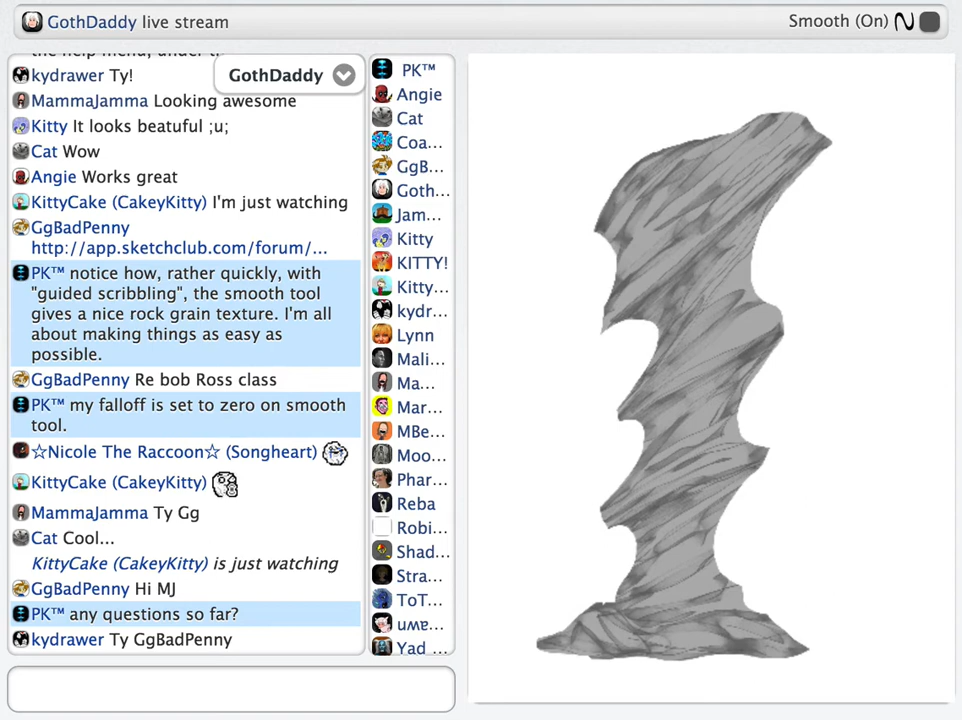 GothDaddy live stream
Smooth (On)
GothDaddy
kydrawer Ty!
MammaJamma Looking awesome
Kitty It looks beatuful ;u;
Cat Wow
Angie Works great
KittyCake (CakeyKitty) I'm just watching
GgBadPenny
http://app.sketchclub.com/forum/...
PK™ notice how, rather quickly, with
"guided scribbling", the smooth tool
gives a nice rock grain texture. I'm all
about making things as easy as
possible.
GgBadPenny Re bob Ross class
PK™ my falloff is set to zero on smooth
tool.
☆Nicole The Raccoon☆ (Songheart)
KittyCake (CakeyKitty)
MammaJamma Ty Gg
Cat Cool...
KittyCake (CakeyKitty) is just watching
GgBadPenny Hi MJ
PK™ any questions so far?
kydrawer Ty GgBadPenny
PK™
Angie
Cat
Coa...
GgB...
Goth...
Jam...
Kitty
KITTY!
Kitty...
kydr...
Lynn
Mali...
Ma...
Mar...
MBe...
Moo...
Phar...
Reba
Robi...
Shad...
Stra...
ToT...
uwɐ...
Yad ...